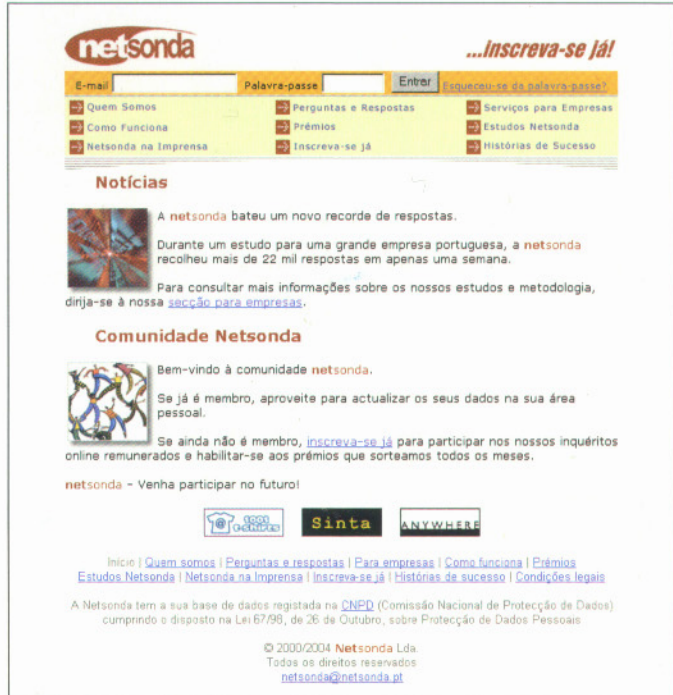 netsonda
...inscreva-se já!
E-mail Palavra-passe Entrar Esqueceu-se da palavra-passe?
Quem Somos Perguntas e Respostas Serviços para Empresas
Como Funciona Prémios Estudos Netsonda
Netsonda na Imprensa Inscreva-se já Histórias de Sucesso
Notícias
A netsonda bateu um novo recorde de respostas.
Durante um estudo para uma grande empresa portuguesa, a netsonda
recolheu mais de 22 mil respostas em apenas uma semana.
Para consultar mais informações sobre os nossos estudos e metodologia,
dirija-se à nossa secção para empresas.
Comunidade Netsonda
Bem-vindo à comunidade netsonda.
Se já é membro, aproveite para actualizar os seus dados na sua área
pessoal.
Se ainda não é membro, inscreva-se já para participar nos nossos inquéritos
online remunerados e habilitar-se aos prémios que sorteamos todos os meses.
netsonda - Venha participar no futuro!
1001 e-shirts Sinta ANYWHERE
Início | Quem somos | Perguntas e respostas | Para empresas | Como funciona | Prémios
Estudos Netsonda | Netsonda na Imprensa | Inscreva-se já | Histórias de sucesso | Condições legais
A Netsonda tem a sua base de dados registada na CNPD (Comissão Nacional de Protecção de Dados)
cumprindo o disposto na Lei 67/98, de 26 de Outubro, sobre Protecção de Dados Pessoais
© 2000/2004 Netsonda Lda.
Todos os direitos reservados
netsonda@netsonda.pt